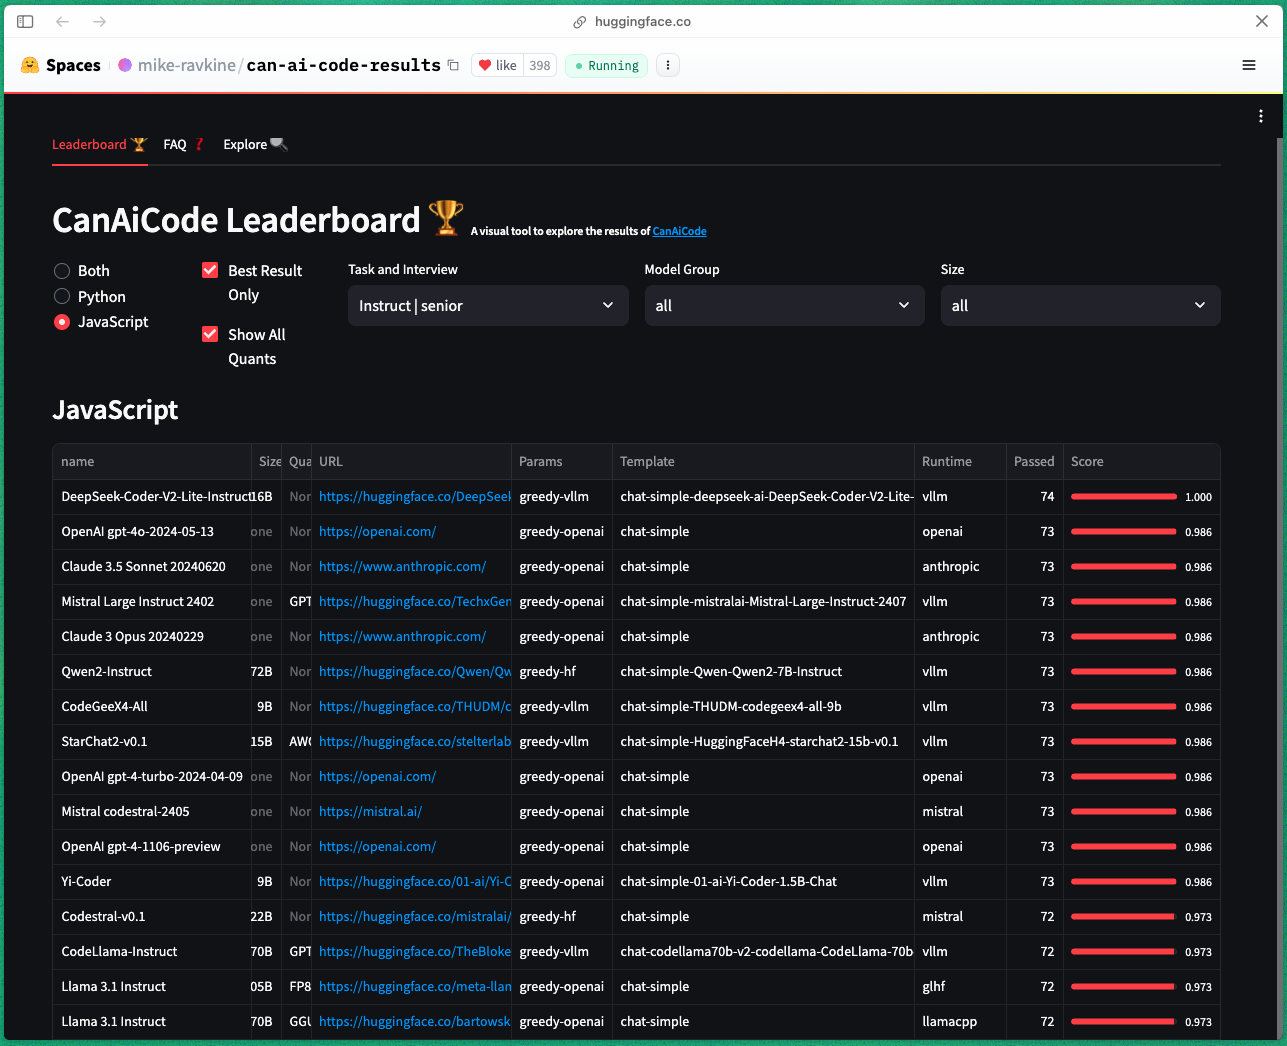 huggingface.co
Spaces mike-ravkine/can-ai-code-results like 398 Running
Leaderboard FAQ Explore
CanAiCode Leaderboard A visual tool to explore the results of CanAiCode
Both
Python
JavaScript
Best Result Only
Show All Quants
Task and Interview
Instruct | senior
Model Group
all
Size
all
JavaScript
name Size Qua URL Params Template Runtime Passed Score
DeepSeek-Coder-V2-Lite-Instruct 16B Nor https://huggingface.co/DeepSeek greedy-vllm chat-simple-deepseek-ai-DeepSeek-Coder-V2-Lite- vllm 74 1.000
OpenAI gpt-4o-2024-05-13 one Nor https://openai.com/ greedy-openai chat-simple openai 73 0.986
Claude 3.5 Sonnet 20240620 one Nor https://www.anthropic.com/ greedy-openai chat-simple anthropic 73 0.986
Mistral Large Instruct 2402 one GPT https://huggingface.co/TechxGen greedy-openai chat-simple-mistralai-Mistral-Large-Instruct-2407 vllm 73 0.986
Claude 3 Opus 20240229 one Nor https://www.anthropic.com/ greedy-openai chat-simple anthropic 73 0.986
Qwen2-Instruct 72B Nor https://huggingface.co/Qwen/Qw greedy-hf chat-simple-Qwen-Qwen2-7B-Instruct vllm 73 0.986
CodeGeeX4-All 9B Nor https://huggingface.co/THUDM/c greedy-vllm chat-simple-THUDM-codegeex4-all-9b vllm 73 0.986
StarChat2-v0.1 15B AWQ https://huggingface.co/stelterlab greedy-vllm chat-simple-HuggingFaceH4-starchat2-15b-v0.1 vllm 73 0.986
OpenAI gpt-4-turbo-2024-04-09 one Nor https://openai.com/ greedy-openai chat-simple openai 73 0.986
Mistral codestral-2405 one Nor https://mistral.ai/ greedy-openai chat-simple mistral 73 0.986
OpenAI gpt-4-1106-preview one Nor https://openai.com/ greedy-openai chat-simple openai 73 0.986
Yi-Coder 9B Nor https://huggingface.co/01-ai/Yi-C greedy-openai chat-simple-01-ai-Yi-Coder-1.5B-Chat vllm 73 0.986
Codestral-v0.1 22B Nor https://huggingface.co/mistralai/ greedy-hf chat-simple mistral 72 0.973
CodeLlama-Instruct 70B GPT https://huggingface.co/TheBloke greedy-vllm chat-codellama70b-v2-codellama-CodeLlama-70b vllm 72 0.973
Llama 3.1 Instruct 05B FP8 https://huggingface.co/meta-llam greedy-openai chat-simple glhf 72 0.973
Llama 3.1 Instruct 70B GGU https://huggingface.co/bartowsk greedy-openai chat-simple llamacpp 72 0.973